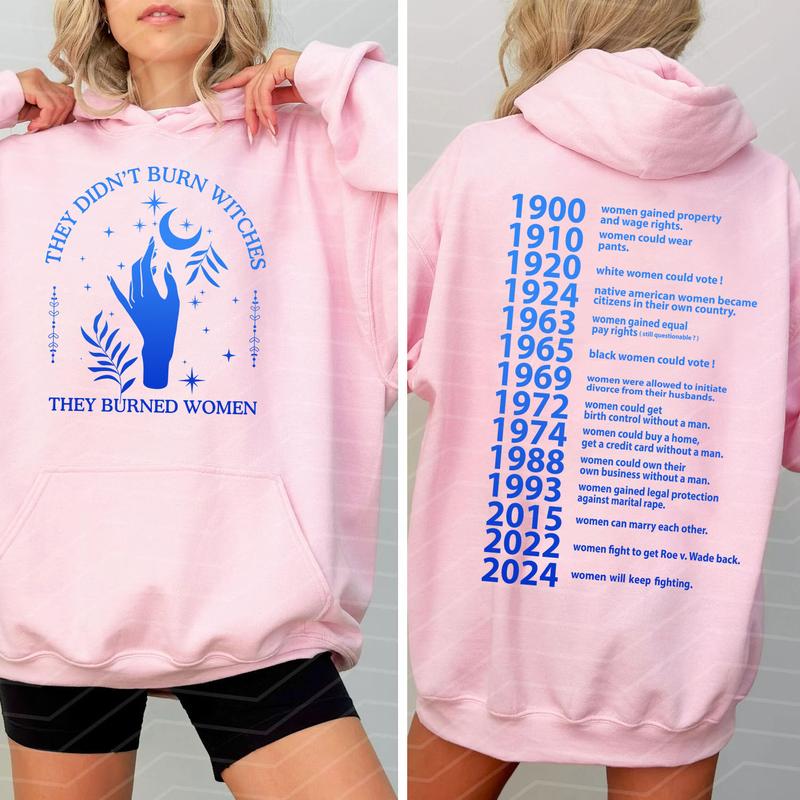 THEY DIDN'T BURN WITCHES
THEY BURNED WOMEN
1900 women gained property
and wage rights.
1910 women could wear
pants.
1920 white women could vote !
1924 native american women became
citizens in their own country.
1963 women gained equal
pay rights ( still questionable ? )
1965 black women could vote !
1969 women were allowed to initiate
divorce from their husbands.
1972 women could get
birth control without a man.
1974 women could buy a home,
get a credit card without a man.
1988 women could own their
own business without a man.
1993 women gained legal protection
against marital rape.
2015 women can marry each other.
2022 women fight to get Roe v. Wade back.
2024 women will keep fighting.